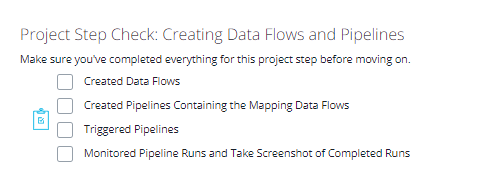 Project Step Check: Creating Data Flows and Pipelines
Make sure you've completed everything for this project step before moving on.
Created Data Flows
Created Pipelines Containing the Mapping Data Flows
Triggered Pipelines
Monitored Pipeline Runs and Take Screenshot of Completed Runs